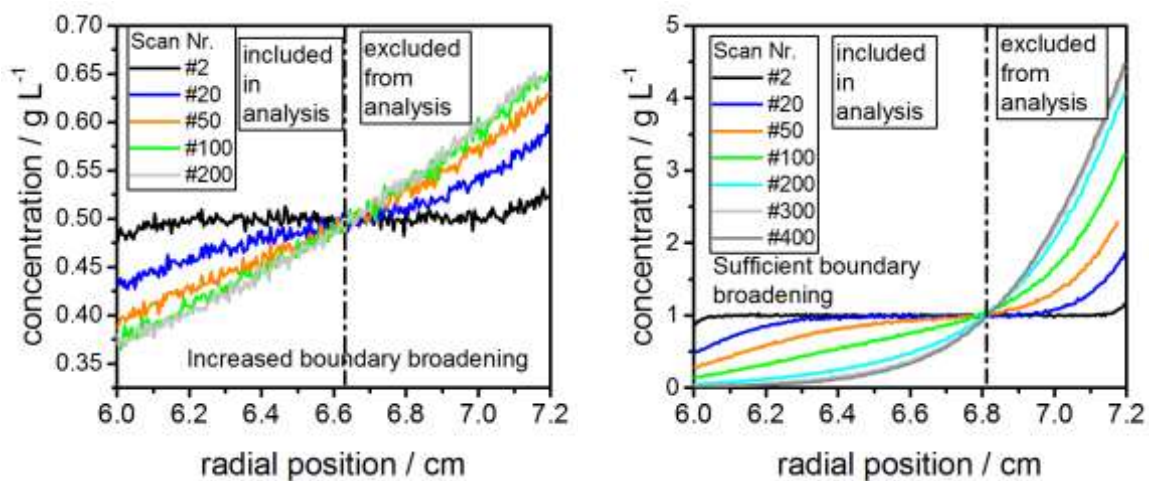 concentration / g L⁻¹
0.70
0.65
0.60
0.55
0.50
0.45
0.40
0.35
Scan Nr.
#2
#20
#50
#100
#200
included
in
analysis
excluded
from
analysis
Increased boundary broadening
6.0 6.2 6.4 6.6 6.8 7.0 7.2
radial position / cm
concentration / g L⁻¹
5
4
3
2
1
0
Scan Nr.
#2
#20
#50
#100
#200
#300
#400
Sufficient boundary
broadening
included
in
analysis
excluded
from
analysis
6.0 6.2 6.4 6.6 6.8 7.0 7.2
radial position / cm